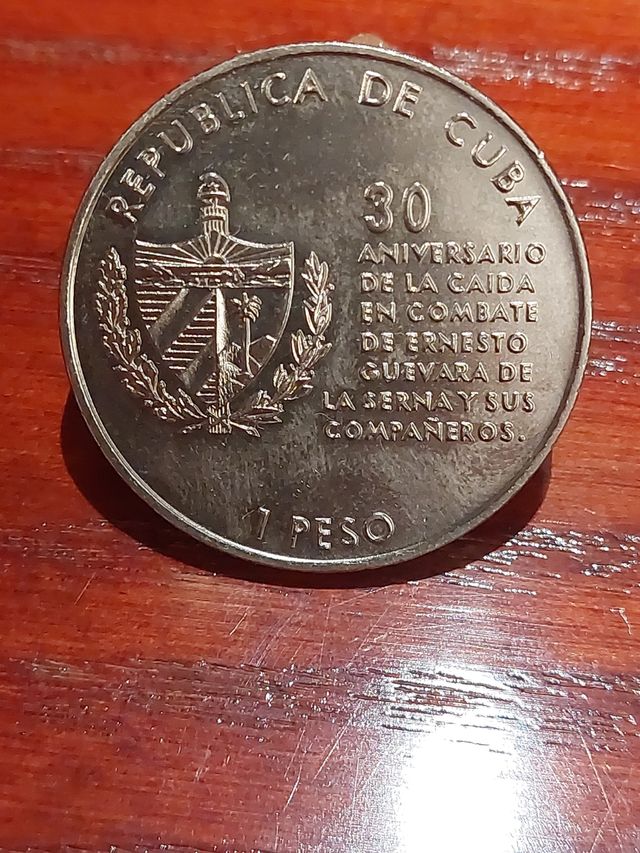 REPUBLICA DE CUBA
30
ANIVERSARIO
DE LA CAIDA
EN COMBATE
DE ERNESTO
GUEVARA DE
LA SERNA Y SUS
COMPAÑEROS.
1 PESO